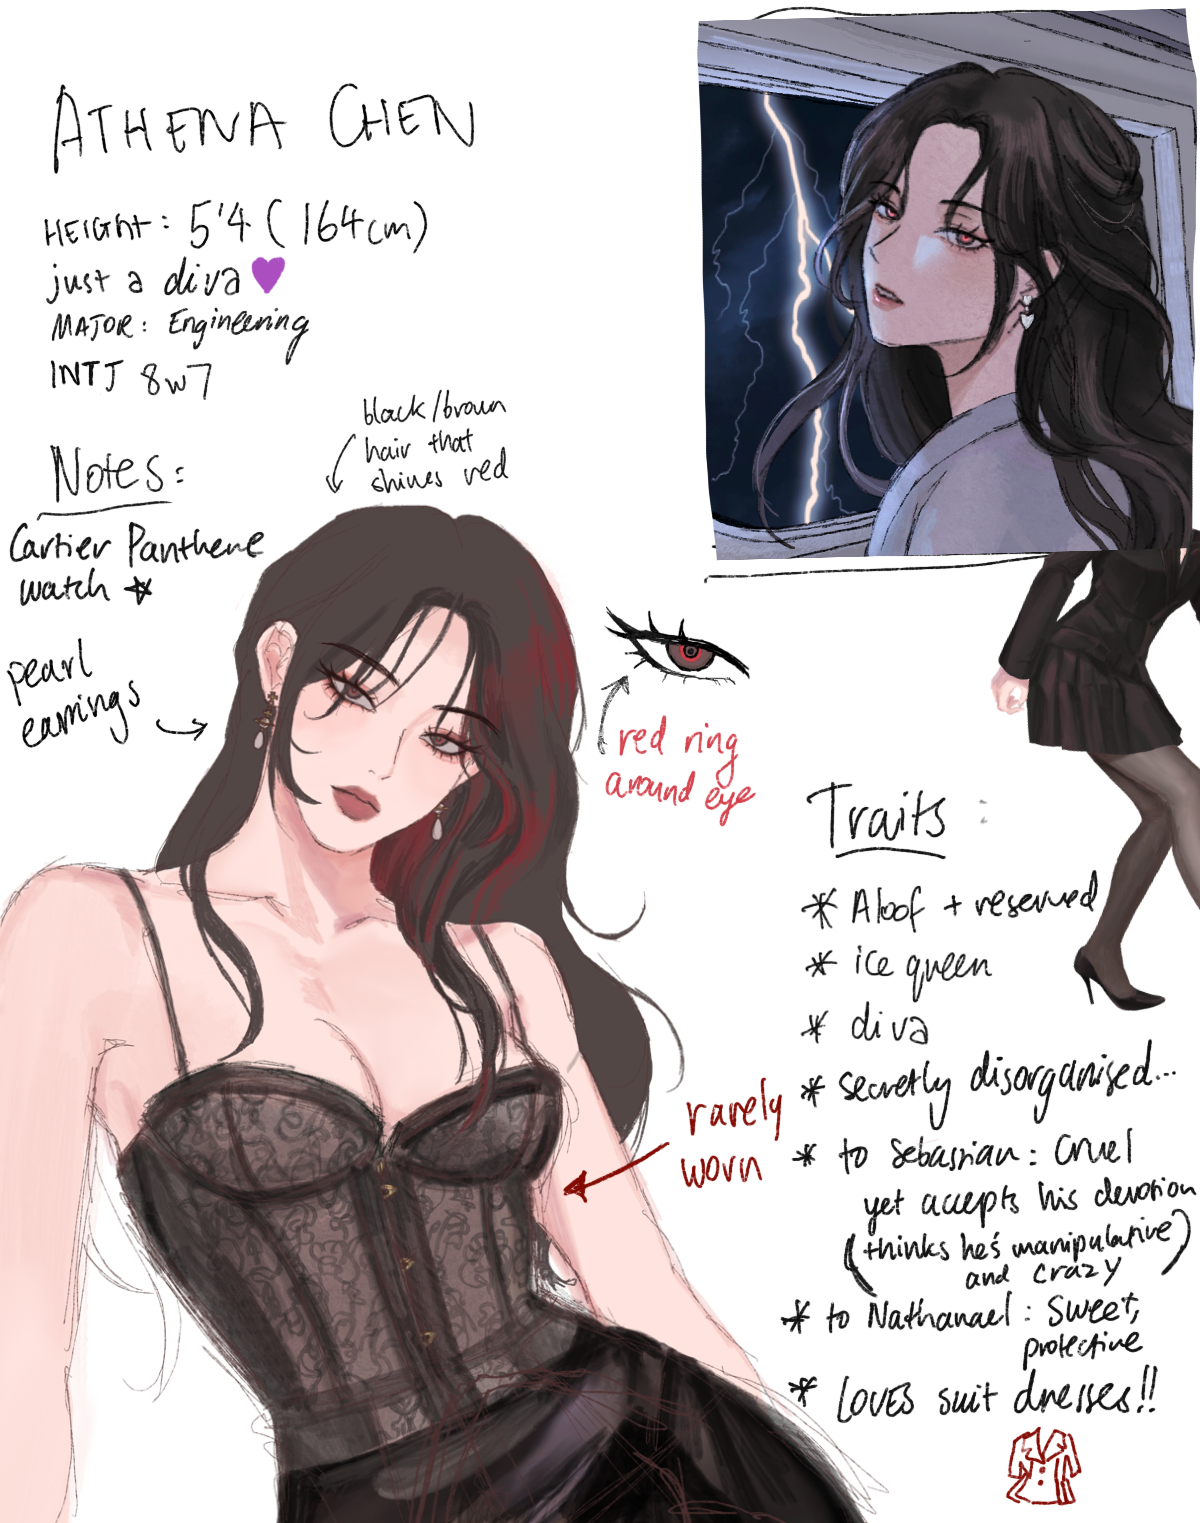 ATHENA CHEN
HEIGHT: 5'4 (164cm)
just a diva 💜
MAJOR: Engineering
INTJ 8w7
black/brown
hair that
shines red
Notes:
Cartier Panthere
watch ☆
pearl
earrings
red ring
around eye
Traits:
* Aloof + reserved
* ice queen
* diva
* secretly disorganised...
* to Sebastian: Cruel
yet accepts his devotion
(thinks he's manipulative
and crazy)
* to Nathanael: Sweet,
protective
* LOVES suit dresses!!
rarely
worn